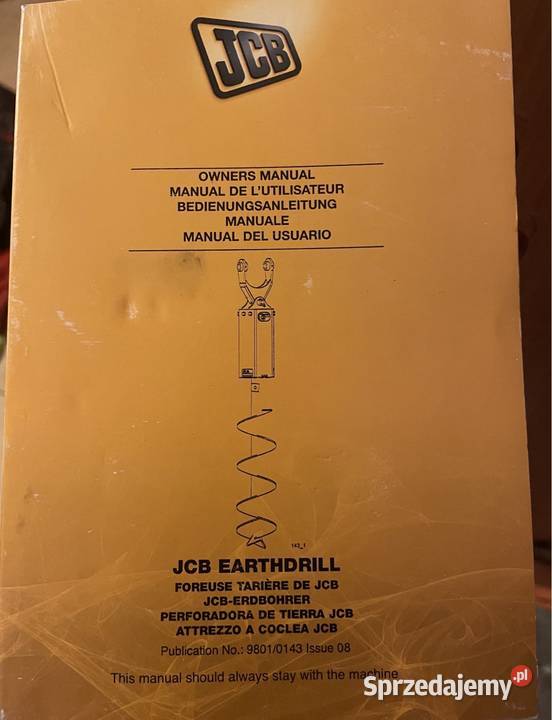 JCB
OWNERS MANUAL
MANUAL DE L'UTILISATEUR
BEDIENUNGSANLEITUNG
MANUALE
MANUAL DEL USUARIO
143_1
JCB EARTHDRILL
FOREUSE TARIÈRE DE JCB
JCB-ERDBOHRER
PERFORADORA DE TIERRA JCB
ATTREZZO A COCLEA JCB
Publication No.: 9801/0143 Issue 08
This manual should always stay with the machine
Sprzedajemy.pl